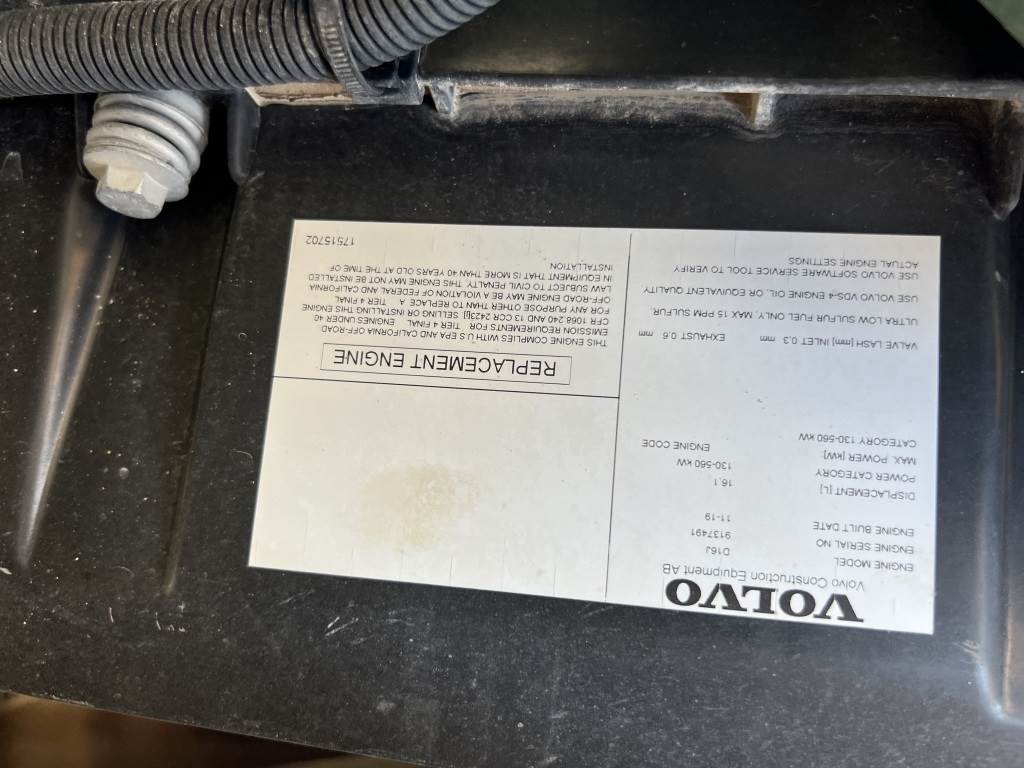 VOLVO
Volvo Construction Equipment AB
ENGINE MODEL D16J
ENGINE SERIAL NO 9137491
ENGINE BUILT DATE 11-19
DISPLACEMENT [L] 16.1
POWER CATEGORY 130-560 kW
MAX. POWER [kW] ENGINE CODE
CATEGORY 130-560 kW
VALVE LASH [mm] INLET 0.3 mm EXHAUST 0.6 mm
ULTRA LOW SULFUR FUEL ONLY, MAX 15 PPM SULFUR.
USE VOLVO VDS-4 ENGINE OIL, OR EQUIVALENT QUALITY
USE VOLVO SOFTWARE SERVICE TOOL TO VERIFY
ACTUAL ENGINE SETTINGS
REPLACEMENT ENGINE
THIS ENGINE COMPLIES WITH U S EPA AND CALIFORNIA OFF-ROAD
EMISSION REQUIREMENTS FOR TIER 4 FINAL ENGINES UNDER 40
CFR 1068.240 AND 13 CCR 2423(j). SELLING OR INSTALLING THIS ENGINE
FOR ANY PURPOSE OTHER THAN TO REPLACE A TIER 4 FINAL
OFF-ROAD ENGINE MAY BE A VIOLATION OF FEDERAL AND CALIFORNIA
LAW SUBJECT TO CIVIL PENALTY. THIS ENGINE MAY NOT BE INSTALLED
IN EQUIPMENT THAT IS MORE THAN 40 YEARS OLD AT THE TIME OF
INSTALLATION
17515702